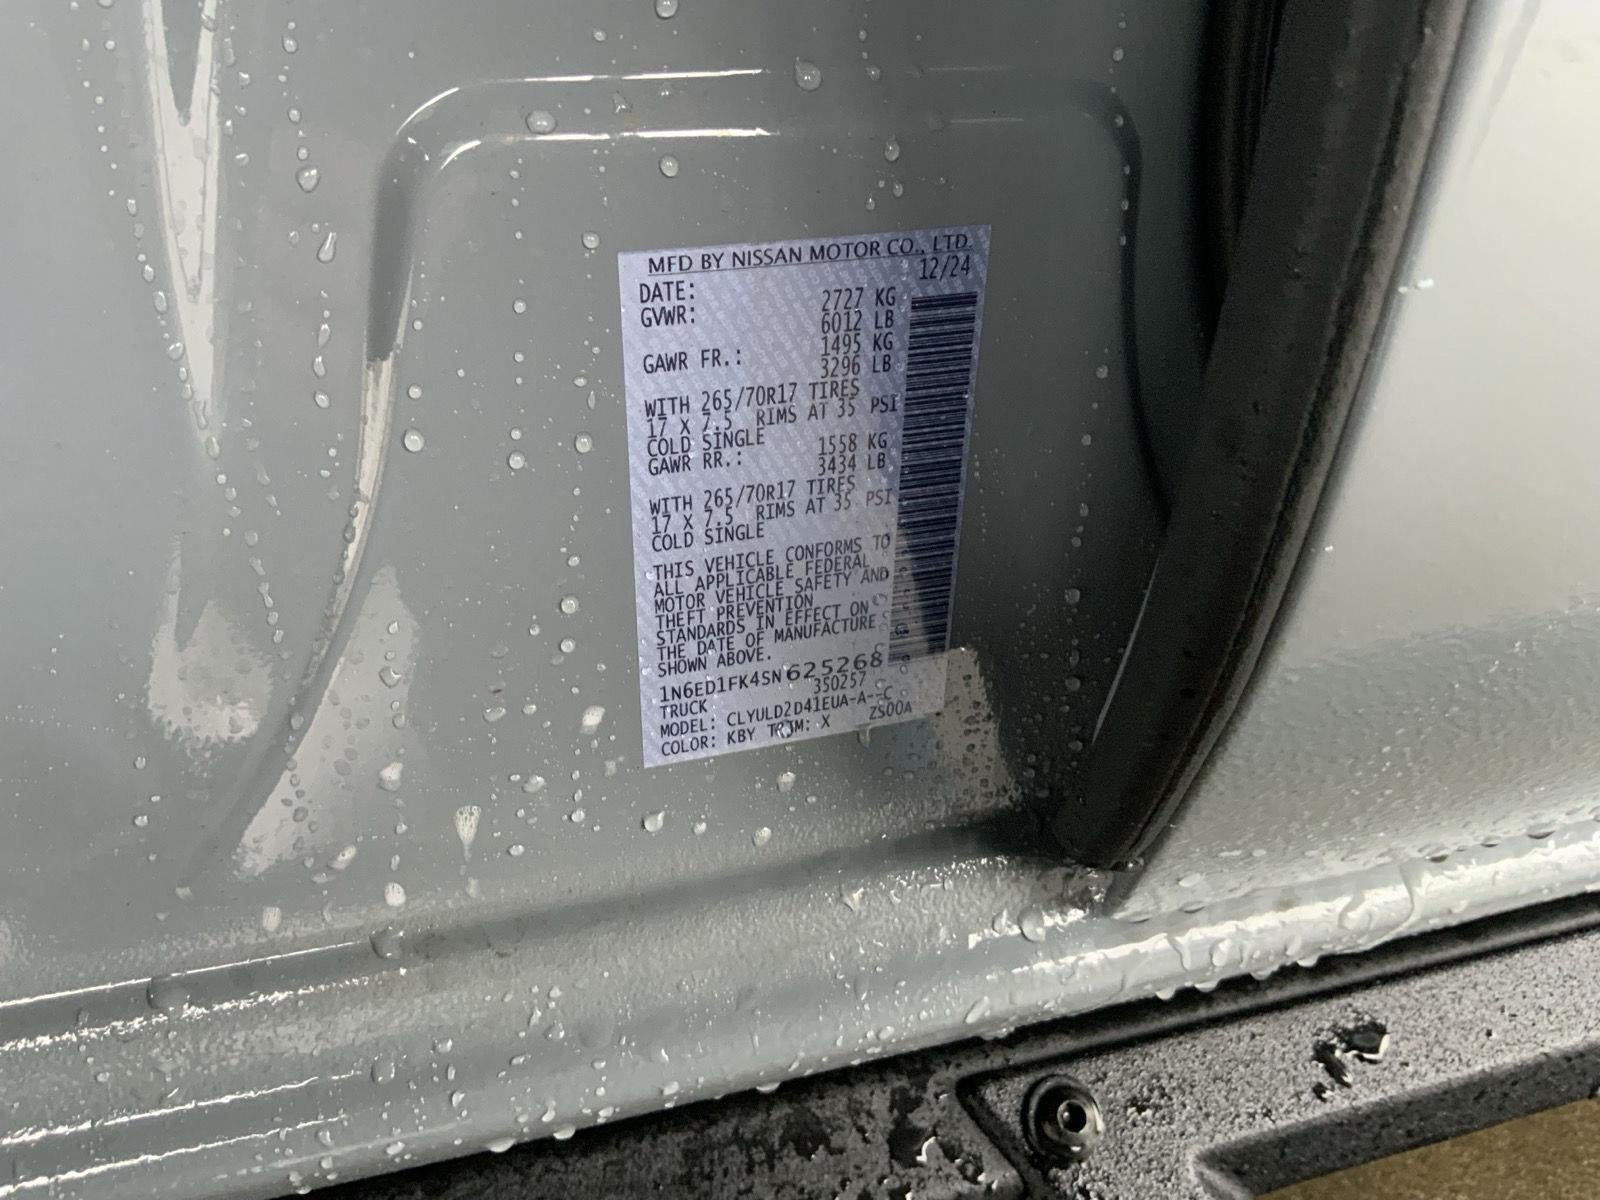 MFD BY NISSAN MOTOR CO., LTD.
DATE: 12/24
GVWR: 2727 KG
6012 LB
GAWR FR.: 1495 KG
3296 LB
WITH 265/70R17 TIRES
17 X 7.5 RIMS AT 35 PSI
COLD SINGLE
GAWR RR.: 1558 KG
3434 LB
WITH 265/70R17 TIRES
17 X 7.5 RIMS AT 35 PSI
COLD SINGLE
THIS VEHICLE CONFORMS TO
ALL APPLICABLE FEDERAL
MOTOR VEHICLE SAFETY AND
THEFT PREVENTION
STANDARDS IN EFFECT ON
THE DATE OF MANUFACTURE
SHOWN ABOVE.
1N6ED1FK4SN625268
TRUCK 350257
MODEL: CLYULD2D41EUA-A--C
COLOR: KBY TRIM: X ZS00A